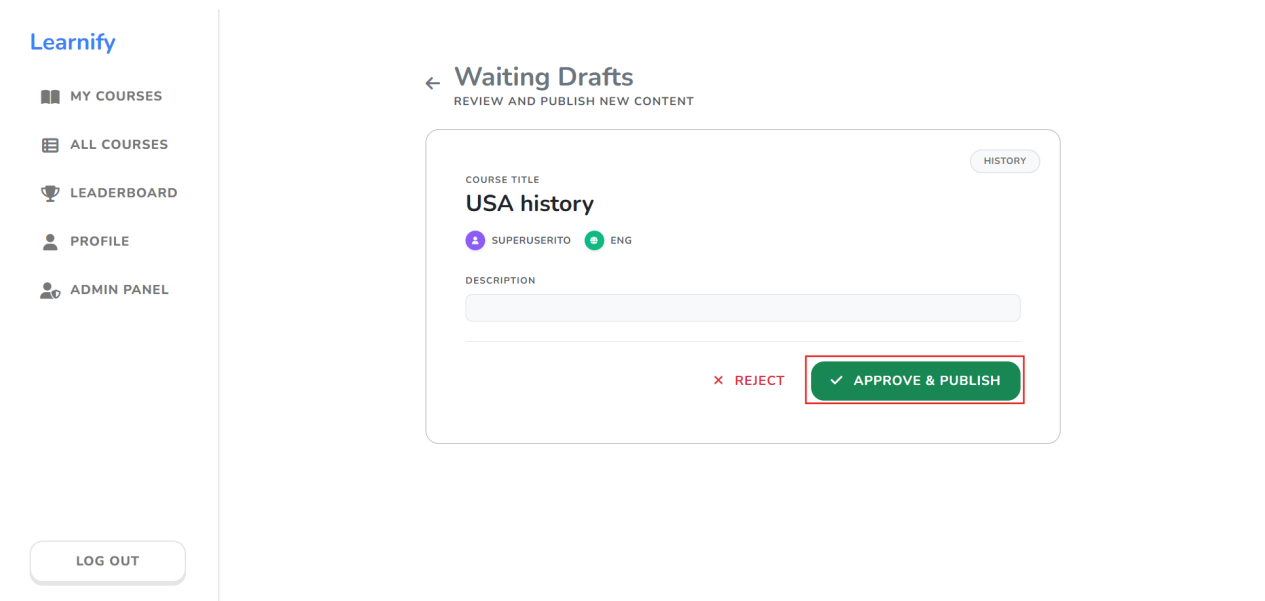 Learnify
MY COURSES
ALL COURSES
LEADERBOARD
PROFILE
ADMIN PANEL
LOG OUT
Waiting Drafts
REVIEW AND PUBLISH NEW CONTENT
HISTORY
COURSE TITLE
USA history
SUPERUSERITO ENG
DESCRIPTION
REJECT APPROVE & PUBLISH